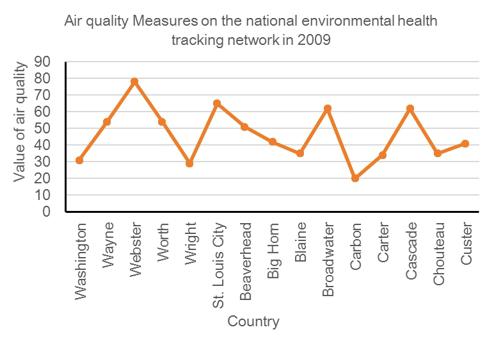 Air quality Measures on the national environmental health
tracking network in 2009
Value of air quality
90
80
70
60
50
40
30
20
10
0
Washington
Wayne
Webster
Worth
Wright
St. Louis City
Beaverhead
Big Horn
Blaine
Broadwater
Carbon
Carter
Cascade
Chouteau
Custer
Country